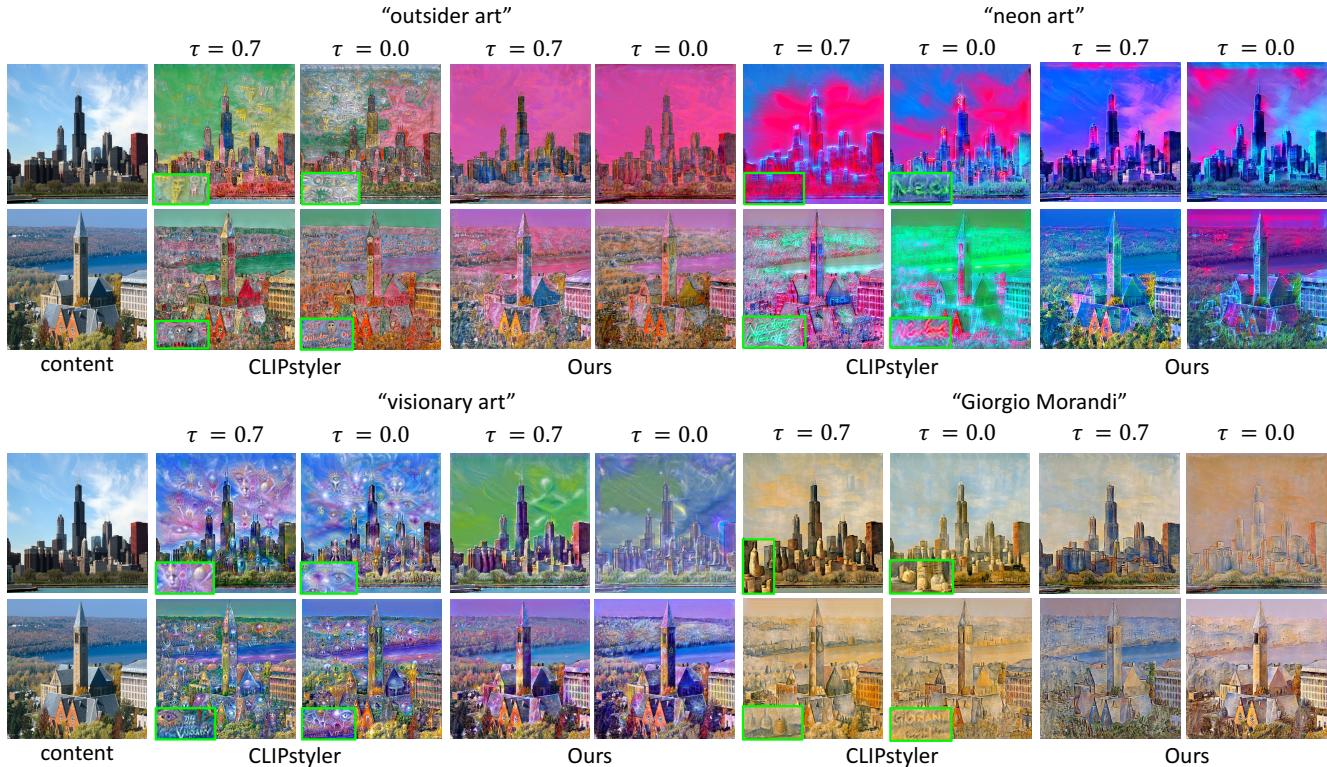 “outsider art” “neon art”
τ = 0.7 τ = 0.0 τ = 0.7 τ = 0.0 τ = 0.7 τ = 0.0 τ = 0.7 τ = 0.0
content CLIPstyler Ours CLIPstyler Ours
“visionary art” “Giorgio Morandi”
τ = 0.7 τ = 0.0 τ = 0.7 τ = 0.0 τ = 0.7 τ = 0.0 τ = 0.7 τ = 0.0
content CLIPstyler Ours CLIPstyler Ours